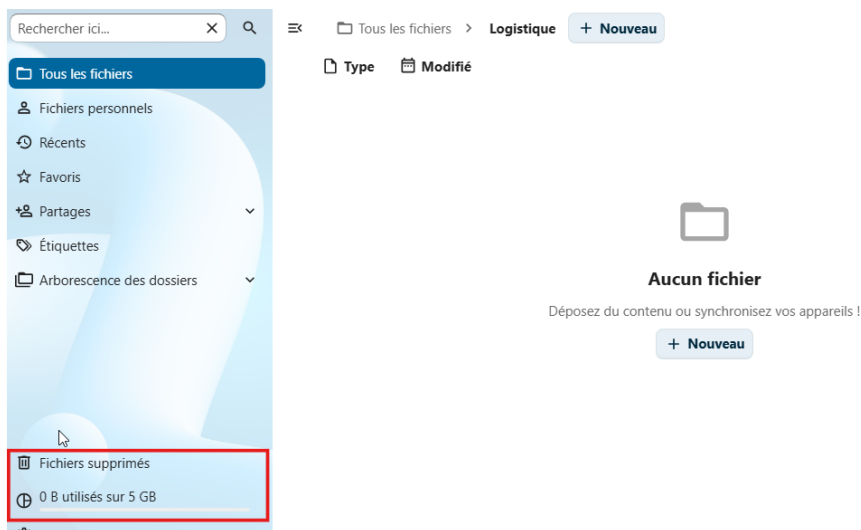 Rechercher ici...
Tous les fichiers
Fichiers personnels
Récents
Favoris
Partages
Étiquettes
Arborescence des dossiers
Fichiers supprimés
0 B utilisés sur 5 GB
Tous les fichiers > Logistique + Nouveau
Type Modifié
Aucun fichier
Déposez du contenu ou synchronisez vos appareils !
+ Nouveau